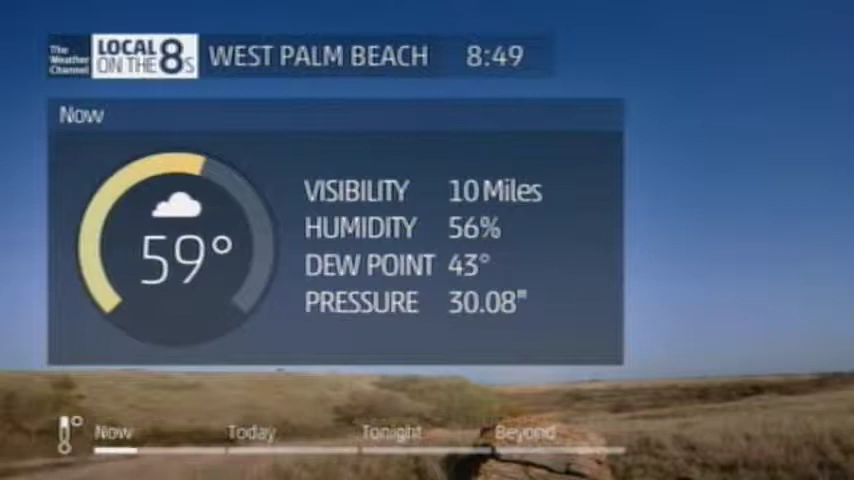 The Weather Channel LOCAL ON THE 8s WEST PALM BEACH 8:49
Now
59°
VISIBILITY 10 Miles
HUMIDITY 56%
DEW POINT 43°
PRESSURE 30.08"
Now Today Tonight Beyond